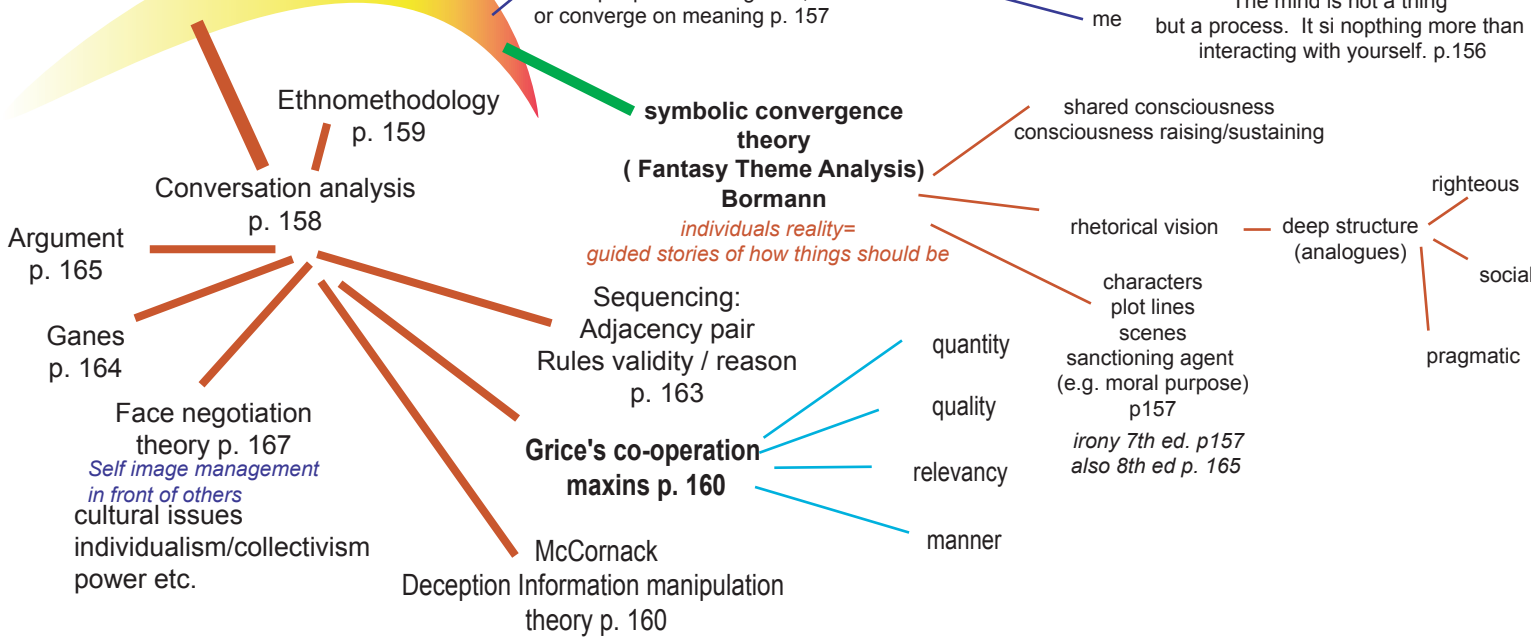 or converge on meaning p. 157
me
The mind is not a thing
but a process. It si nopthing more than
interacting with yourself. p.156
Ethnomethodology
p. 159
Conversation analysis
p. 158
Argument
p. 165
Ganes
p. 164
Face negotiation
theory p. 167
Self image management
in front of others
cultural issues
individualism/collectivism
power etc.
McCornack
Deception Information manipulation
theory p. 160
Sequencing:
Adjacency pair
Rules validity / reason
p. 163
Grice's co-operation
maxins p. 160
quantity
quality
relevancy
manner
symbolic convergence
theory
( Fantasy Theme Analysis)
Bormann
individuals reality=
guided stories of how things should be
shared consciousness
consciousness raising/sustaining
rhetorical vision
deep structure
(analogues)
righteous
social
pragmatic
characters
plot lines
scenes
sanctioning agent
(e.g. moral purpose)
p157
irony 7th ed. p157
also 8th ed p. 165